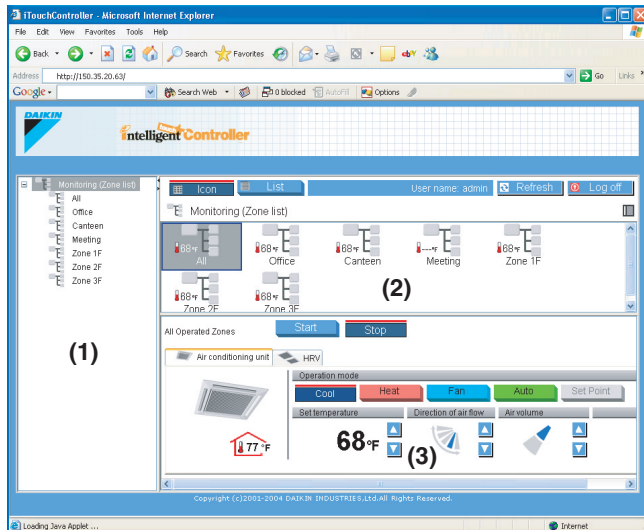 iTouchController - Microsoft Internet Explorer
File Edit View Favorites Tools Help
Back Search Favorites ebY
Address http://150.35.20.63/ Go Links »
Google Search Web 0 blocked AutoFill Options
DAIKIN
intelligent Controller
Monitoring (Zone list)
All
Office
Canteen
Meeting
Zone 1F
Zone 2F
Zone 3F
(1)
Icon List User name: admin Refresh Log off
Monitoring (Zone list)
68°F 68°F 68°F ---°F 68°F
All Office Canteen Meeting Zone 1F
68°F 68°F
Zone 2F Zone 3F
(2)
All Operated Zones Start Stop
Air conditioning unit HRV
Operation mode
Cool Heat Fan Auto Set Point
Set temperature Direction of air flow Air volume
77 °F
68°F
(3)
Copyright (c)2001-2004 DAIKIN INDUSTRIES,Ltd.All Rights Reserved.
Loading Java Applet ... Internet